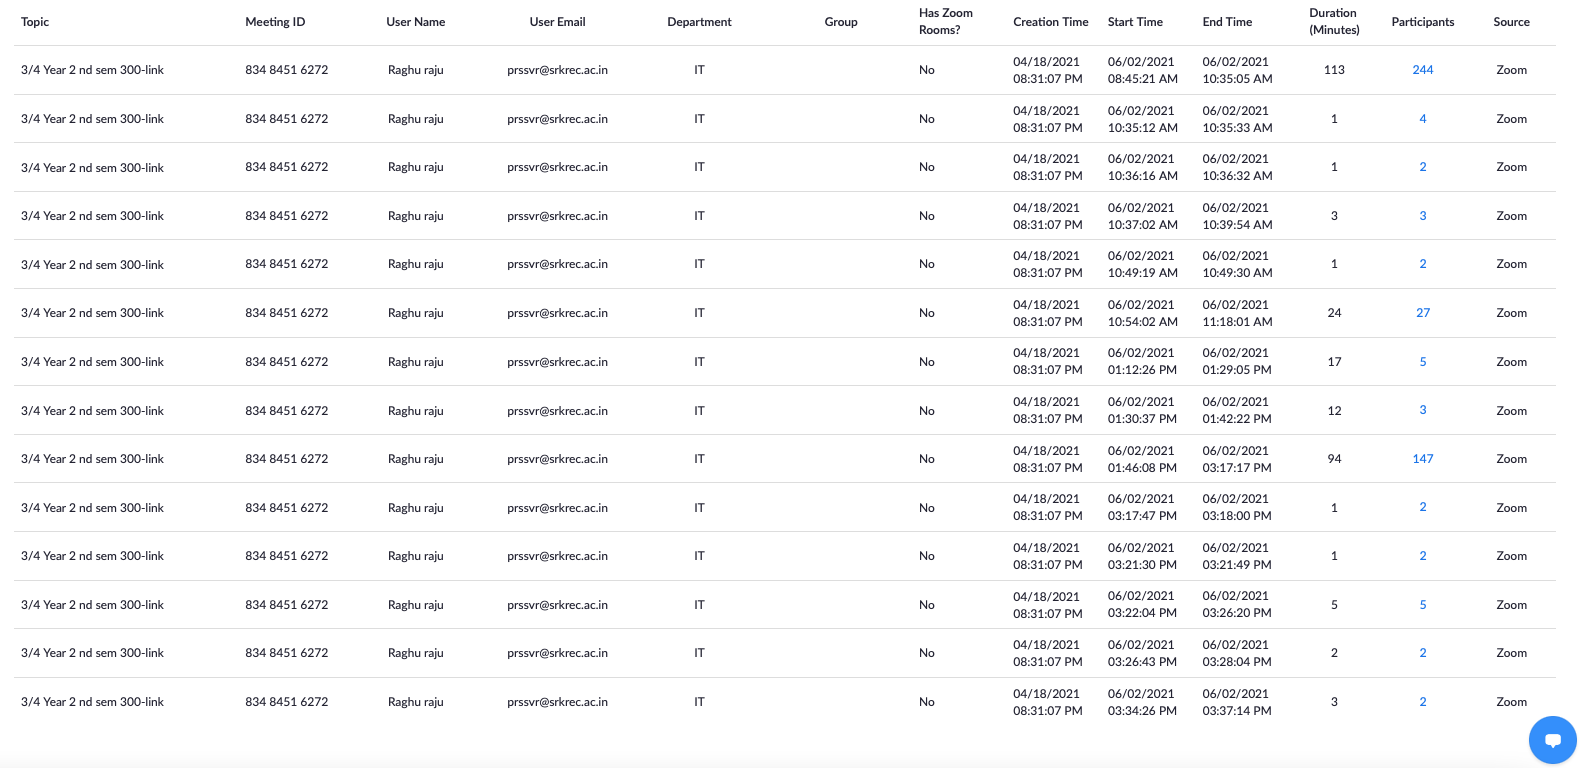 Topic Meeting ID User Name User Email Department Group Has Zoom Rooms? Creation Time Start Time End Time Duration (Minutes) Participants Source
3/4 Year 2 nd sem 300-link 834 8451 6272 Raghu raju prssvr@srkrec.ac.in IT No 04/18/2021 08:31:07 PM 06/02/2021 08:45:21 AM 06/02/2021 10:35:05 AM 113 244 Zoom
3/4 Year 2 nd sem 300-link 834 8451 6272 Raghu raju prssvr@srkrec.ac.in IT No 04/18/2021 08:31:07 PM 06/02/2021 10:35:12 AM 06/02/2021 10:35:33 AM 1 4 Zoom
3/4 Year 2 nd sem 300-link 834 8451 6272 Raghu raju prssvr@srkrec.ac.in IT No 04/18/2021 08:31:07 PM 06/02/2021 10:36:16 AM 06/02/2021 10:36:32 AM 1 2 Zoom
3/4 Year 2 nd sem 300-link 834 8451 6272 Raghu raju prssvr@srkrec.ac.in IT No 04/18/2021 08:31:07 PM 06/02/2021 10:37:02 AM 06/02/2021 10:39:54 AM 3 3 Zoom
3/4 Year 2 nd sem 300-link 834 8451 6272 Raghu raju prssvr@srkrec.ac.in IT No 04/18/2021 08:31:07 PM 06/02/2021 10:49:19 AM 06/02/2021 10:49:30 AM 1 2 Zoom
3/4 Year 2 nd sem 300-link 834 8451 6272 Raghu raju prssvr@srkrec.ac.in IT No 04/18/2021 08:31:07 PM 06/02/2021 10:54:02 AM 06/02/2021 11:18:01 AM 24 27 Zoom
3/4 Year 2 nd sem 300-link 834 8451 6272 Raghu raju prssvr@srkrec.ac.in IT No 04/18/2021 08:31:07 PM 06/02/2021 01:12:26 PM 06/02/2021 01:29:05 PM 17 5 Zoom
3/4 Year 2 nd sem 300-link 834 8451 6272 Raghu raju prssvr@srkrec.ac.in IT No 04/18/2021 08:31:07 PM 06/02/2021 01:30:37 PM 06/02/2021 01:42:22 PM 12 3 Zoom
3/4 Year 2 nd sem 300-link 834 8451 6272 Raghu raju prssvr@srkrec.ac.in IT No 04/18/2021 08:31:07 PM 06/02/2021 01:46:08 PM 06/02/2021 03:17:17 PM 94 147 Zoom
3/4 Year 2 nd sem 300-link 834 8451 6272 Raghu raju prssvr@srkrec.ac.in IT No 04/18/2021 08:31:07 PM 06/02/2021 03:17:47 PM 06/02/2021 03:18:00 PM 1 2 Zoom
3/4 Year 2 nd sem 300-link 834 8451 6272 Raghu raju prssvr@srkrec.ac.in IT No 04/18/2021 08:31:07 PM 06/02/2021 03:21:30 PM 06/02/2021 03:21:49 PM 1 2 Zoom
3/4 Year 2 nd sem 300-link 834 8451 6272 Raghu raju prssvr@srkrec.ac.in IT No 04/18/2021 08:31:07 PM 06/02/2021 03:22:04 PM 06/02/2021 03:26:20 PM 5 5 Zoom
3/4 Year 2 nd sem 300-link 834 8451 6272 Raghu raju prssvr@srkrec.ac.in IT No 04/18/2021 08:31:07 PM 06/02/2021 03:26:43 PM 06/02/2021 03:28:04 PM 2 2 Zoom
3/4 Year 2 nd sem 300-link 834 8451 6272 Raghu raju prssvr@srkrec.ac.in IT No 04/18/2021 08:31:07 PM 06/02/2021 03:34:26 PM 06/02/2021 03:37:14 PM 3 2 Zoom